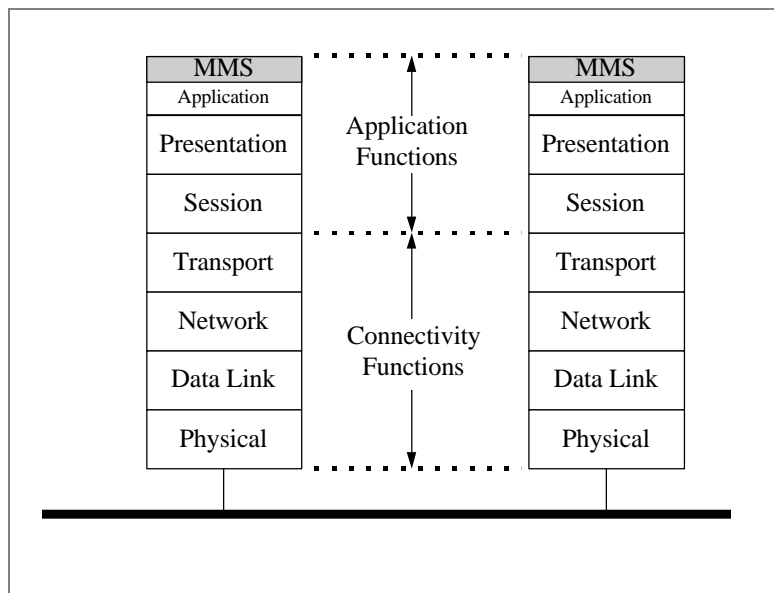 MMS
Application
Presentation
Session
Transport
Network
Data Link
Physical
Application
Functions
Connectivity
Functions
MMS
Application
Presentation
Session
Transport
Network
Data Link
Physical